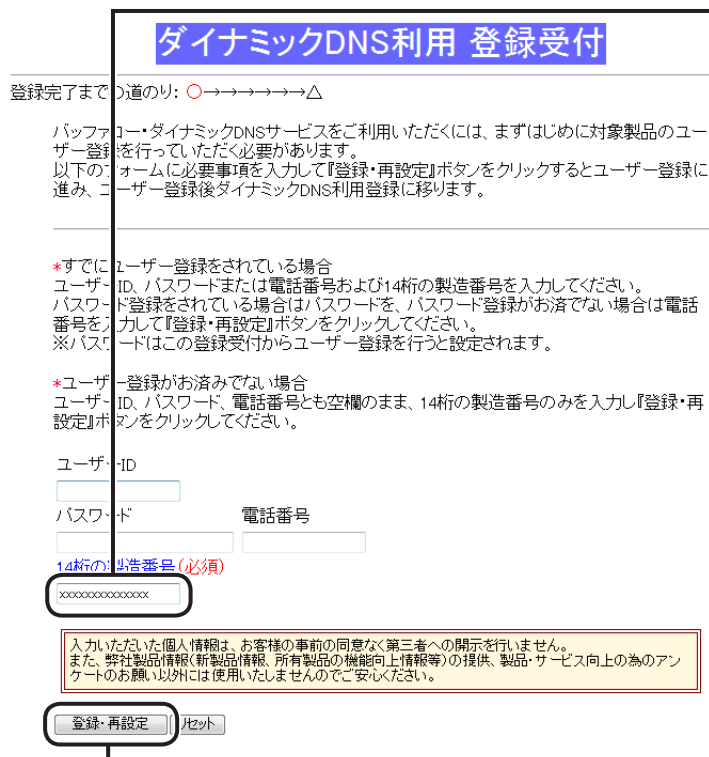 ダイナミックDNS利用 登録受付
登録完了までの道のり: ○→→→→→→△
バッファロー・ダイナミックDNSサービスをご利用いただくには、まずはじめに対象製品のユー
ザー登録を行っていただく必要があります。
以下のフォームに必要事項を入力して『登録・再設定』ボタンをクリックするとユーザー登録に
進み、ユーザー登録後ダイナミックDNS利用登録に移ります。
*すでにユーザー登録をされている場合
ユーザーID、パスワードまたは電話番号および14桁の製造番号を入力してください。
パスワード登録をされている場合はパスワードを、パスワード登録がお済でない場合は電話
番号を入力して『登録・再設定』ボタンをクリックしてください。
※パスワードはこの登録受付からユーザー登録を行うと設定されます。
*ユーザー登録がお済みでない場合
ユーザーID、パスワード、電話番号とも空欄のまま、14桁の製造番号のみを入力し『登録・再
設定』ボタンをクリックしてください。
ユーザーID
パスワード 電話番号
14桁の製造番号(必須)
xxxxxxxxxxxxxx
入力いただいた個人情報は、お客様の事前の同意なく第三者への開示を行いません。
また、弊社製品情報(新製品情報、所有製品の機能向上情報等)の提供、製品・サービス向上の為のアン
ケートのお願い以外には使用いたしませんのでご安心ください。
登録・再設定 リセット